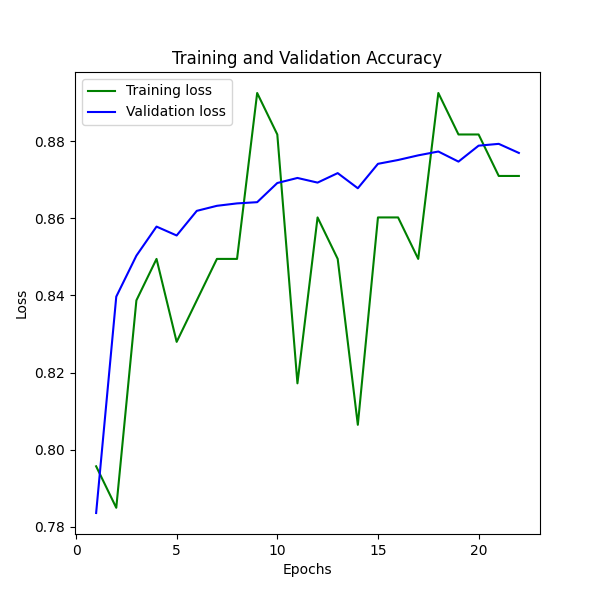 Training and Validation Accuracy
Training loss
Validation loss
Loss
0.88
0.86
0.84
0.82
0.80
0.78
0
5
10
15
20
Epochs